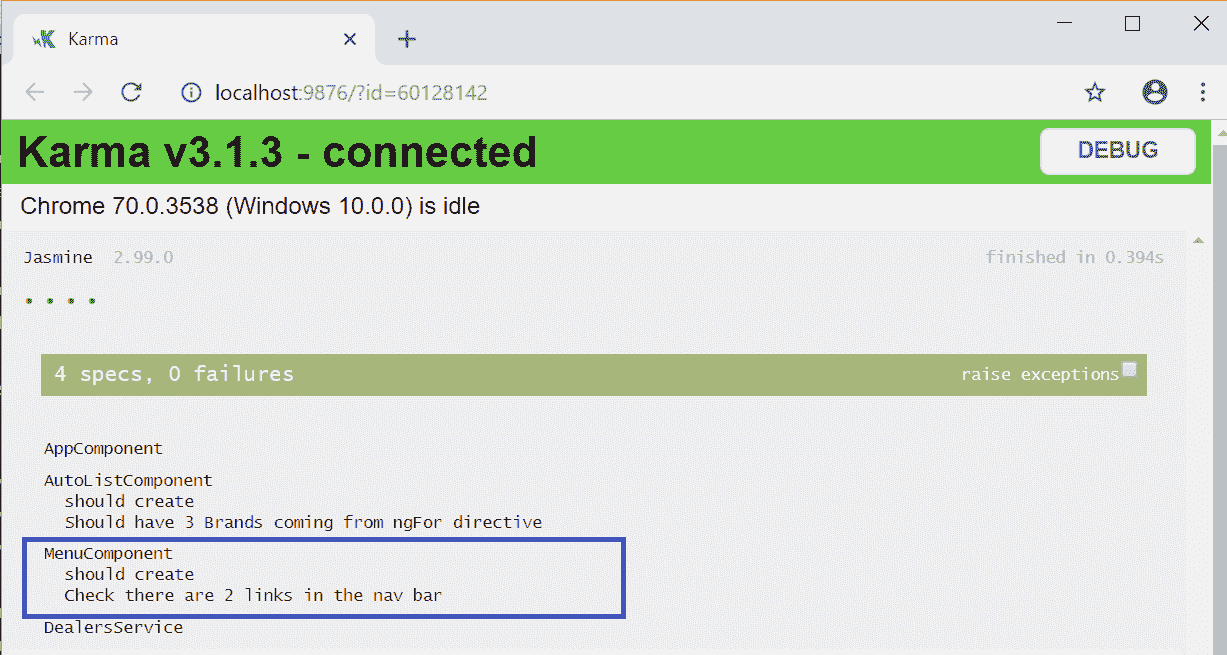 Karma
localhost:9876/?id=60128142
Karma v3.1.3 - connected
DEBUG
Chrome 70.0.3538 (Windows 10.0.0) is idle
Jasmine 2.99.0
finished in 0.394s
4 specs, 0 failures
raise exceptions
AppComponent
AutoListComponent
should create
Should have 3 Brands coming from ngFor directive
MenuComponent
should create
Check there are 2 links in the nav bar
DealersService